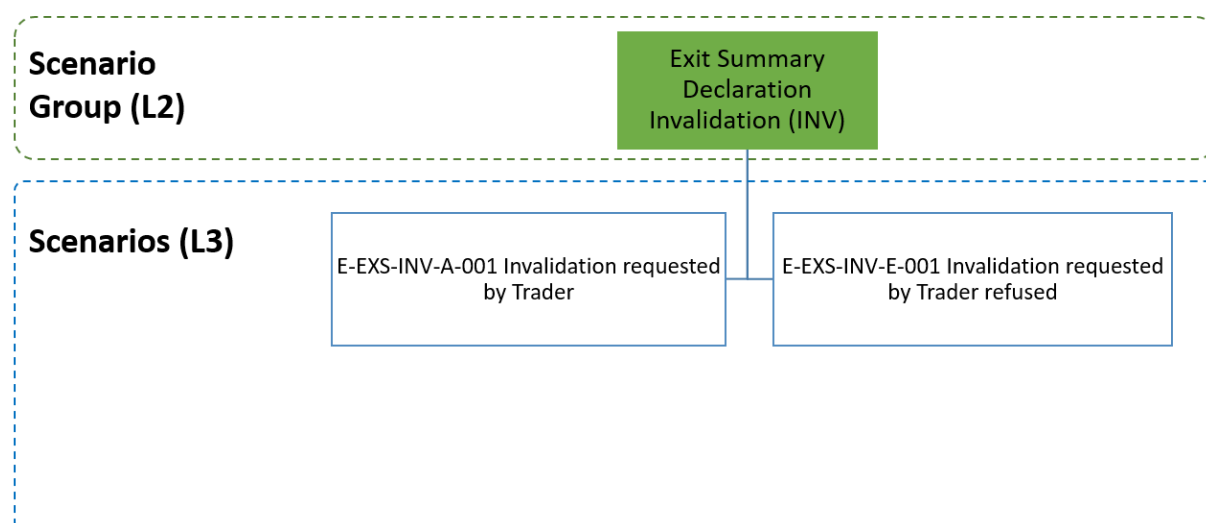 Scenario
Group (L2)
Exit Summary
Declaration
Invalidation (INV)
Scenarios (L3)
E-EXS-INV-A-001 Invalidation requested
by Trader
E-EXS-INV-E-001 Invalidation requested
by Trader refused